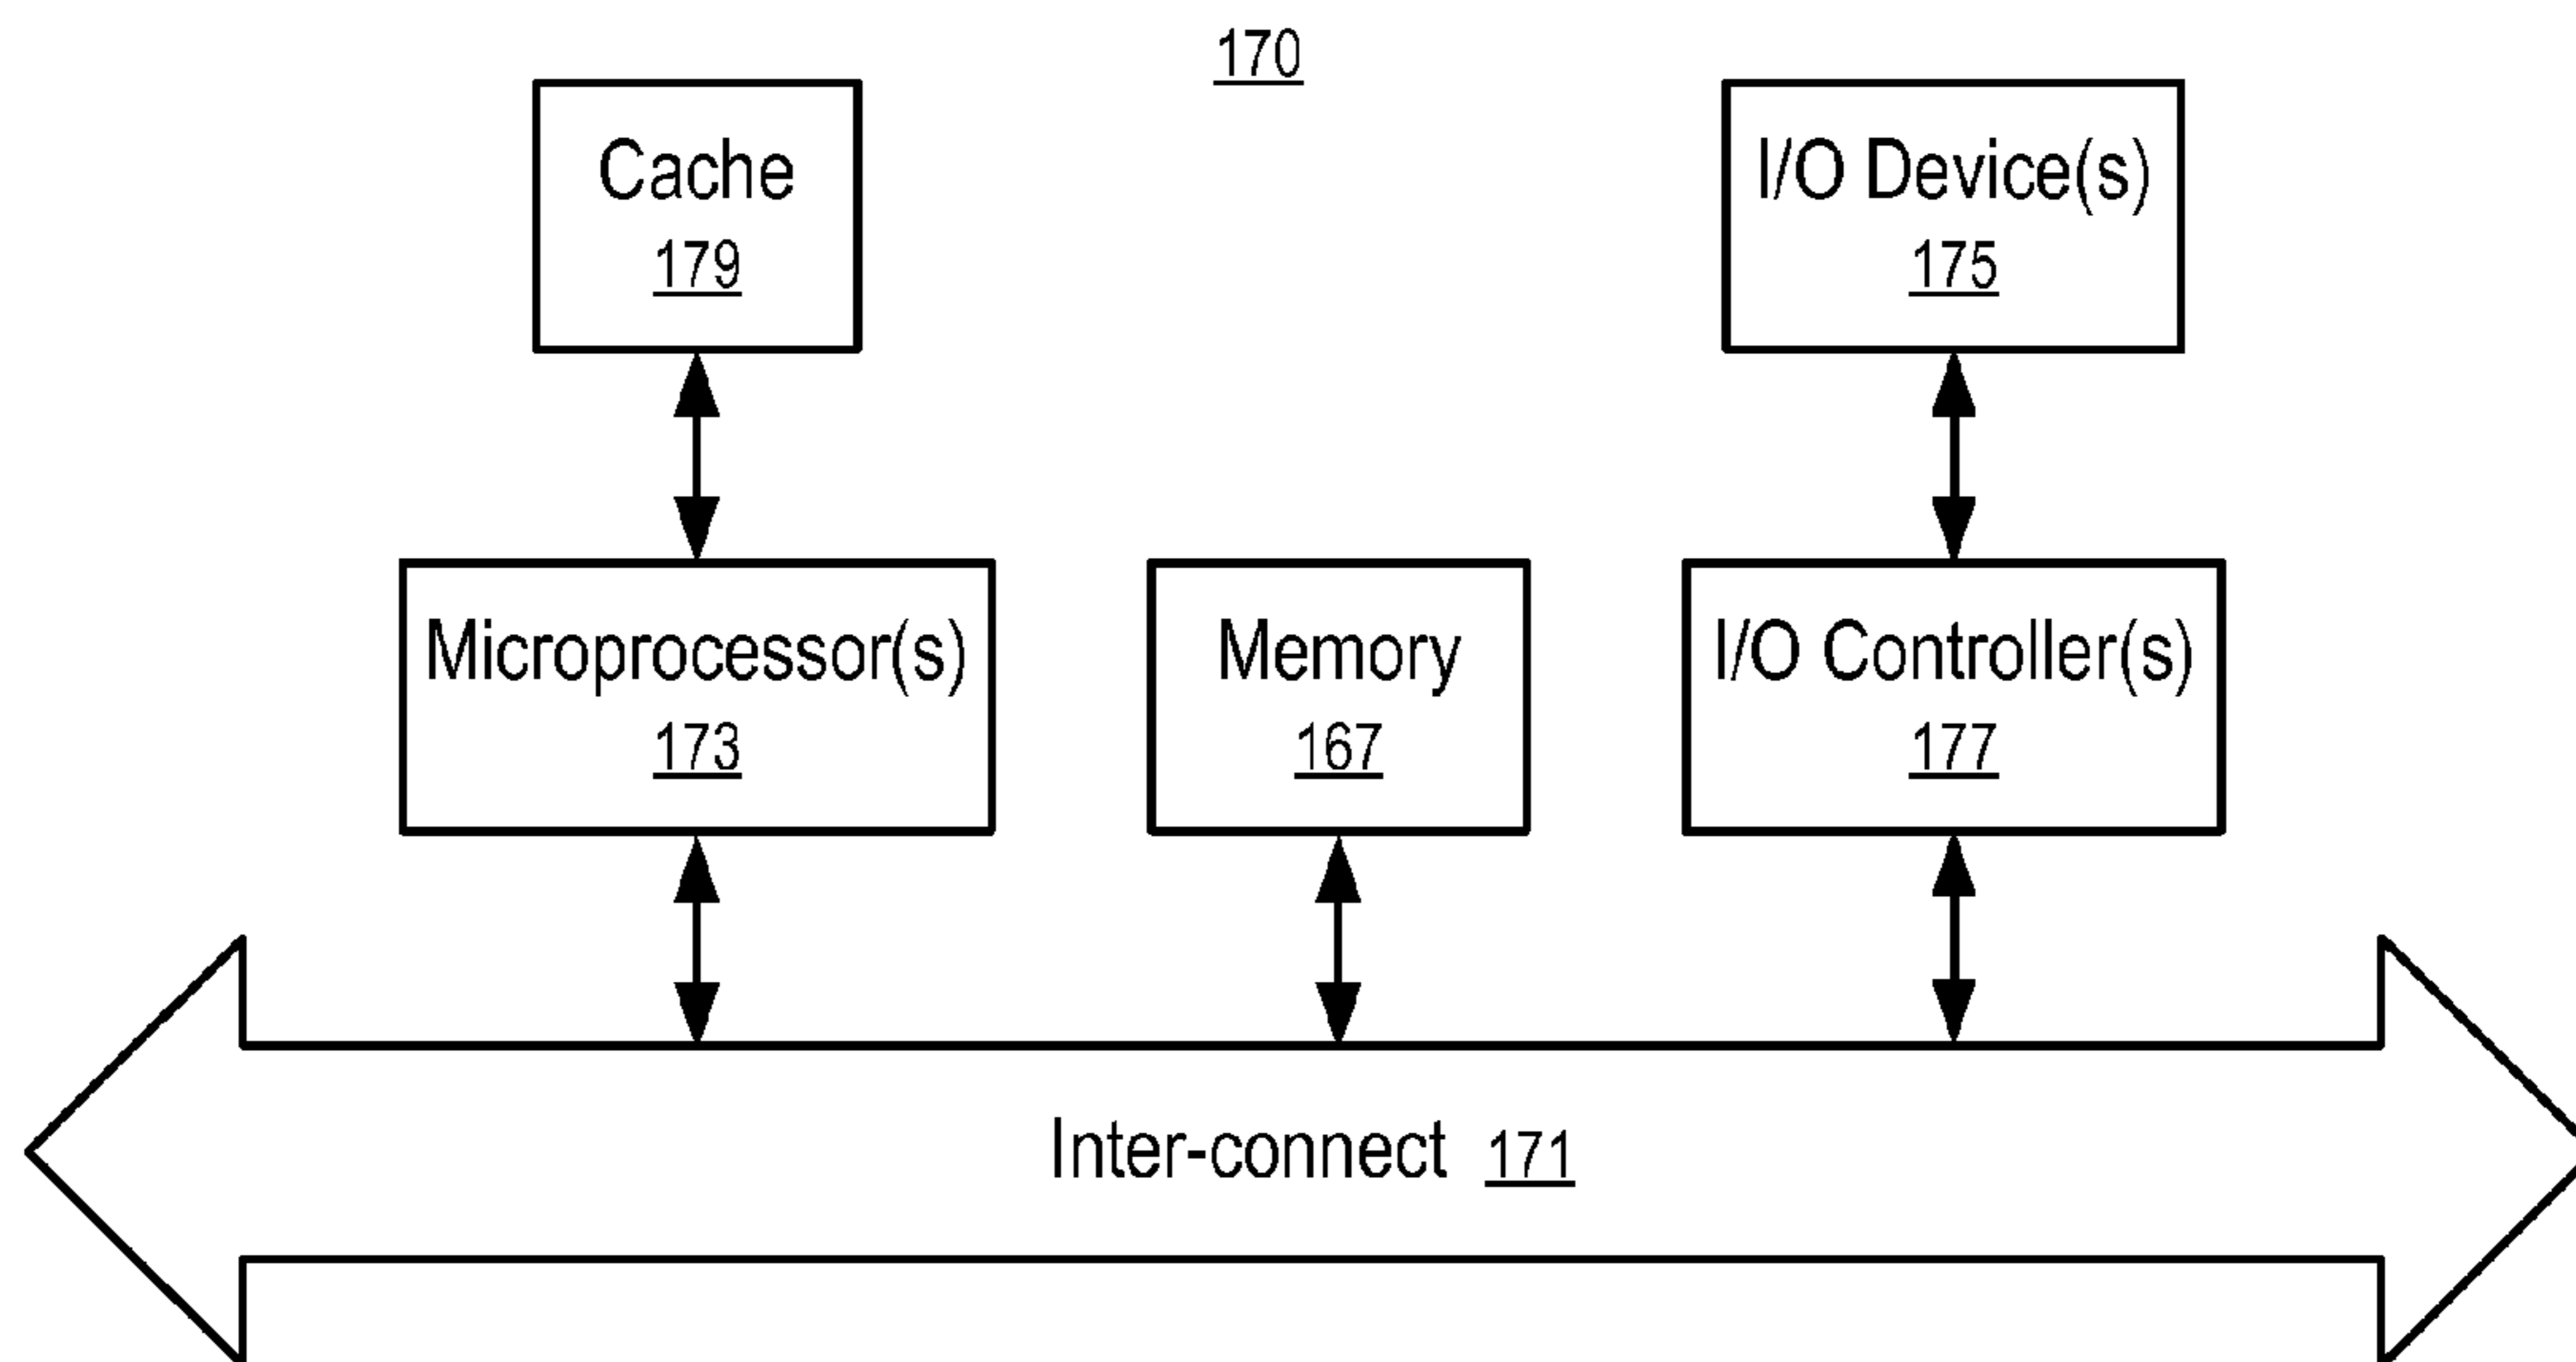 170
Cache
179
I/O Device(s)
175
Microprocessor(s)
173
Memory
167
I/O Controller(s)
177
Inter-connect 171